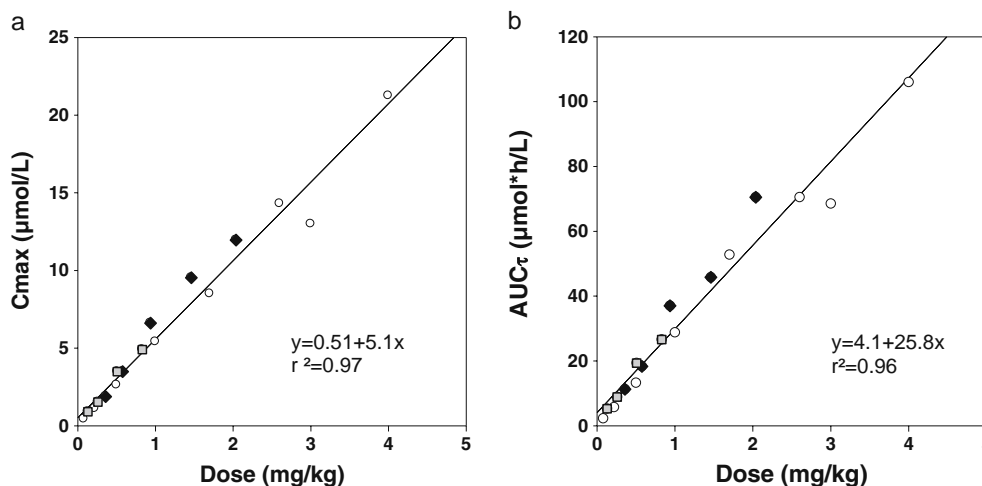 a
25
20
15
10
5
0
Cmax (µmol/L)
0 1 2 3 4 5
Dose (mg/kg)
y=0.51+5.1x
r ²=0.97
b
120
100
80
60
40
20
0
AUCτ (µmol*h/L)
0 1 2 3 4
Dose (mg/kg)
y=4.1+25.8x
r²=0.96